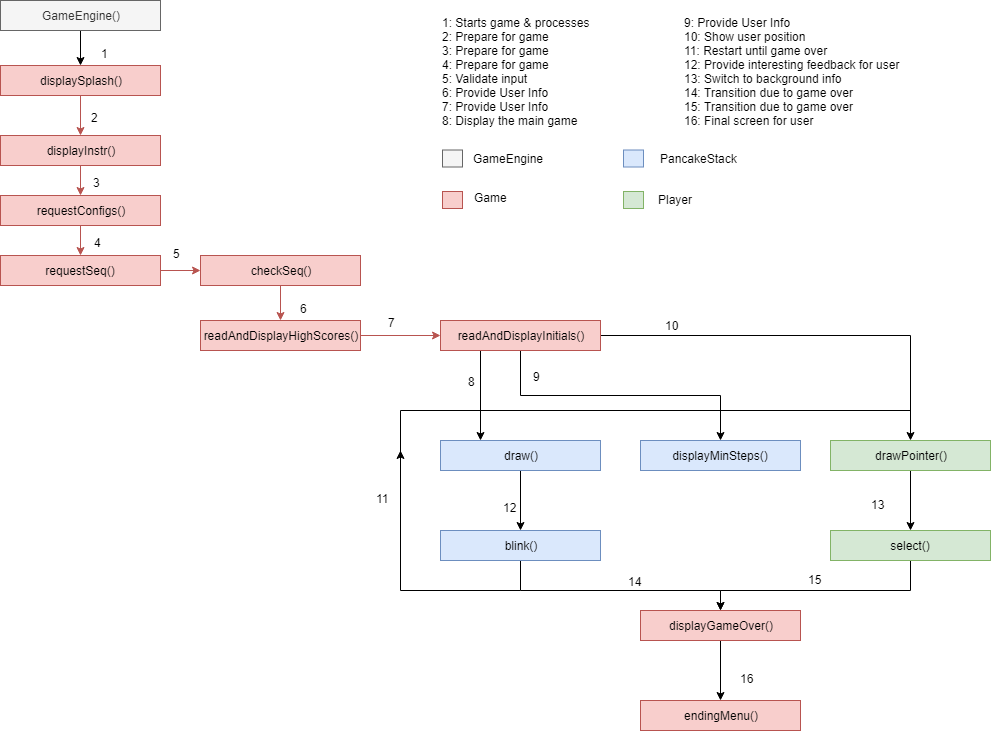 GameEngine()
1: Starts game & processes
2: Prepare for game
3: Prepare for game
4: Prepare for game
5: Validate input
6: Provide User Info
7: Provide User Info
8: Display the main game
9: Provide User Info
10: Show user position
11: Restart until game over
12: Provide interesting feedback for user
13: Switch to background info
14: Transition due to game over
15: Transition due to game over
16: Final screen for user
GameEngine
PancakeStack
Game
Player
1
displaySplash()
2
displayInstr()
3
requestConfigs()
4
requestSeq()
5
checkSeq()
6
readAndDisplayHighScores()
7
readAndDisplayInitials()
10
8
9
draw()
displayMinSteps()
drawPointer()
11
12
13
blink()
select()
14
15
displayGameOver()
16
endingMenu()